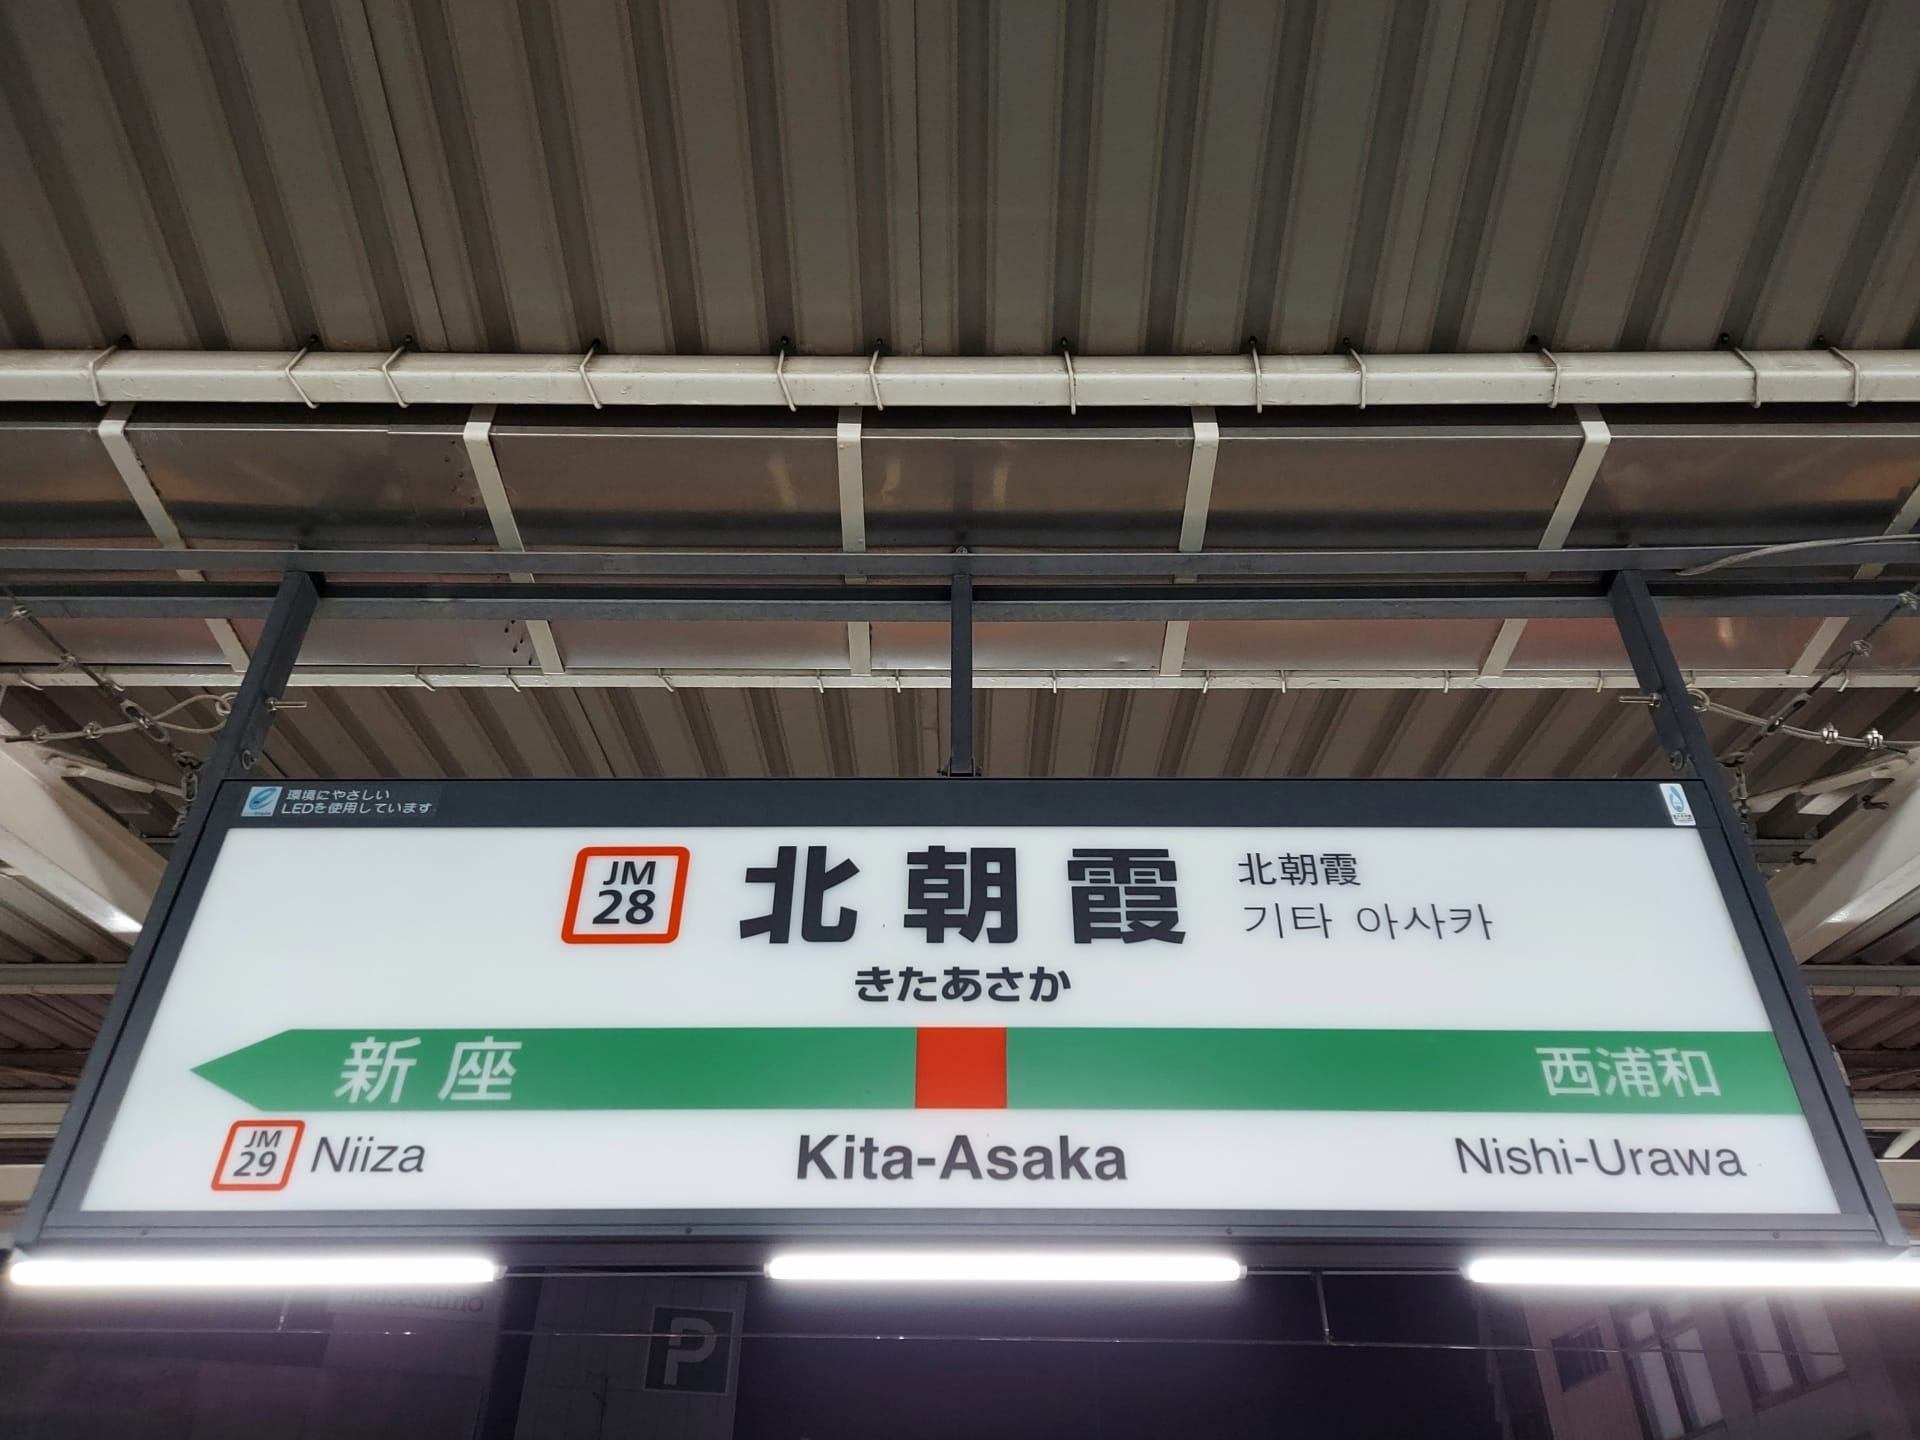 環境にやさしい
LEDを使用しています
JM
28
北朝霞
北朝霞
기타 아사카
きたあさか
新座
西浦和
JM
29
Niiza
Kita-Asaka
Nishi-Urawa
musashino
P